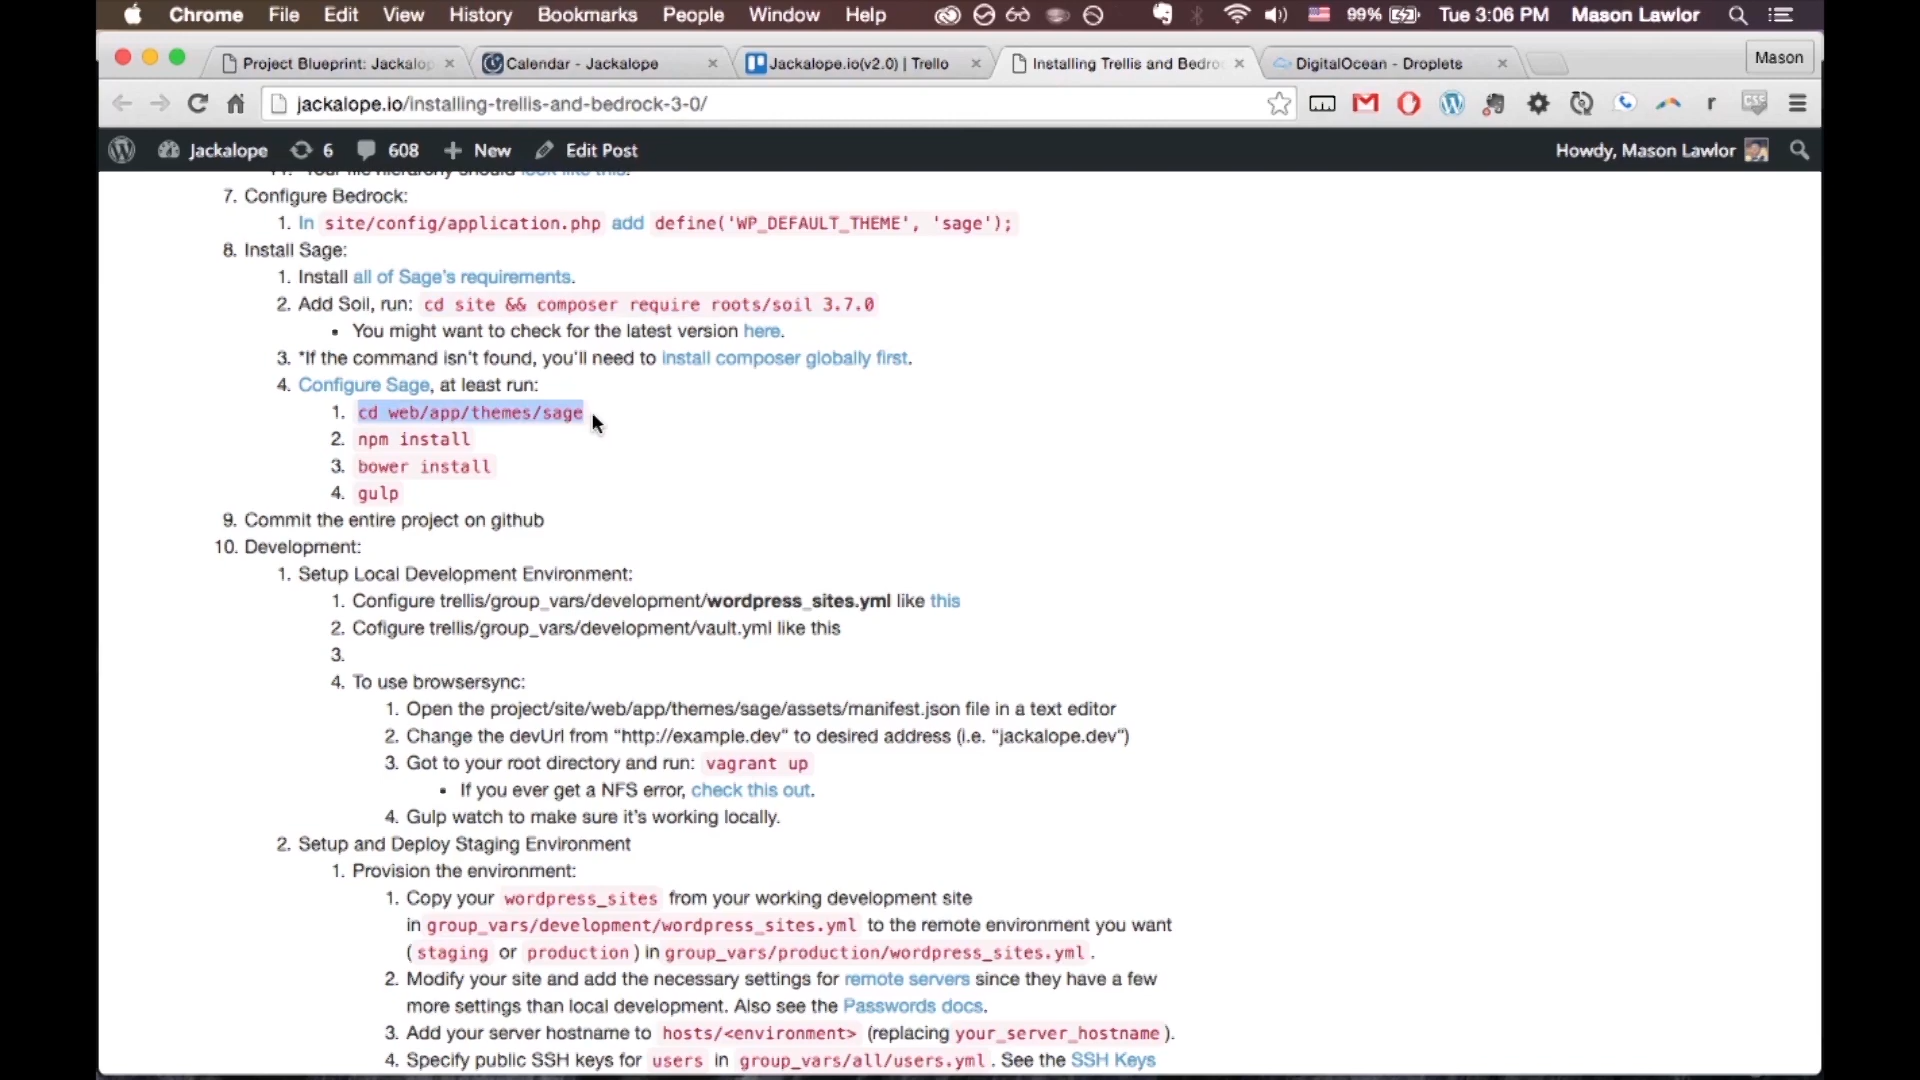 Chrome File Edit View History Bookmarks People Window Help 99% Tue 3:06 PM Mason Lawlor
Project Blueprint: Jackalop Calendar - Jackalope Jackalope.io(v2.0) | Trello Installing Trellis and Bedro DigitalOcean - Droplets Mason
jackalope.io/installing-trellis-and-bedrock-3-0/
Jackalope 6 608 New Edit Post Howdy, Mason Lawlor
11. Your file hierarchy should look like this.
7. Configure Bedrock:
1. In site/config/application.php add define('WP_DEFAULT_THEME', 'sage');
8. Install Sage:
1. Install all of Sage's requirements.
2. Add Soil, run: cd site && composer require roots/soil 3.7.0
• You might want to check for the latest version here.
3. *If the command isn't found, you'll need to install composer globally first.
4. Configure Sage, at least run:
1. cd web/app/themes/sage
2. npm install
3. bower install
4. gulp
9. Commit the entire project on github
10. Development:
1. Setup Local Development Environment:
1. Configure trellis/group_vars/development/wordpress_sites.yml like this
2. Cofigure trellis/group_vars/development/vault.yml like this
3.
4. To use browsersync:
1. Open the project/site/web/app/themes/sage/assets/manifest.json file in a text editor
2. Change the devUrl from "http://example.dev" to desired address (i.e. "jackalope.dev")
3. Got to your root directory and run: vagrant up
• If you ever get a NFS error, check this out.
4. Gulp watch to make sure it's working locally.
2. Setup and Deploy Staging Environment
1. Provision the environment:
1. Copy your wordpress_sites from your working development site
in group_vars/development/wordpress_sites.yml to the remote environment you want
( staging or production ) in group_vars/production/wordpress_sites.yml .
2. Modify your site and add the necessary settings for remote servers since they have a few
more settings than local development. Also see the Passwords docs.
3. Add your server hostname to hosts/<environment> (replacing your_server_hostname ).
4. Specify public SSH keys for users in group_vars/all/users.yml . See the SSH Keys